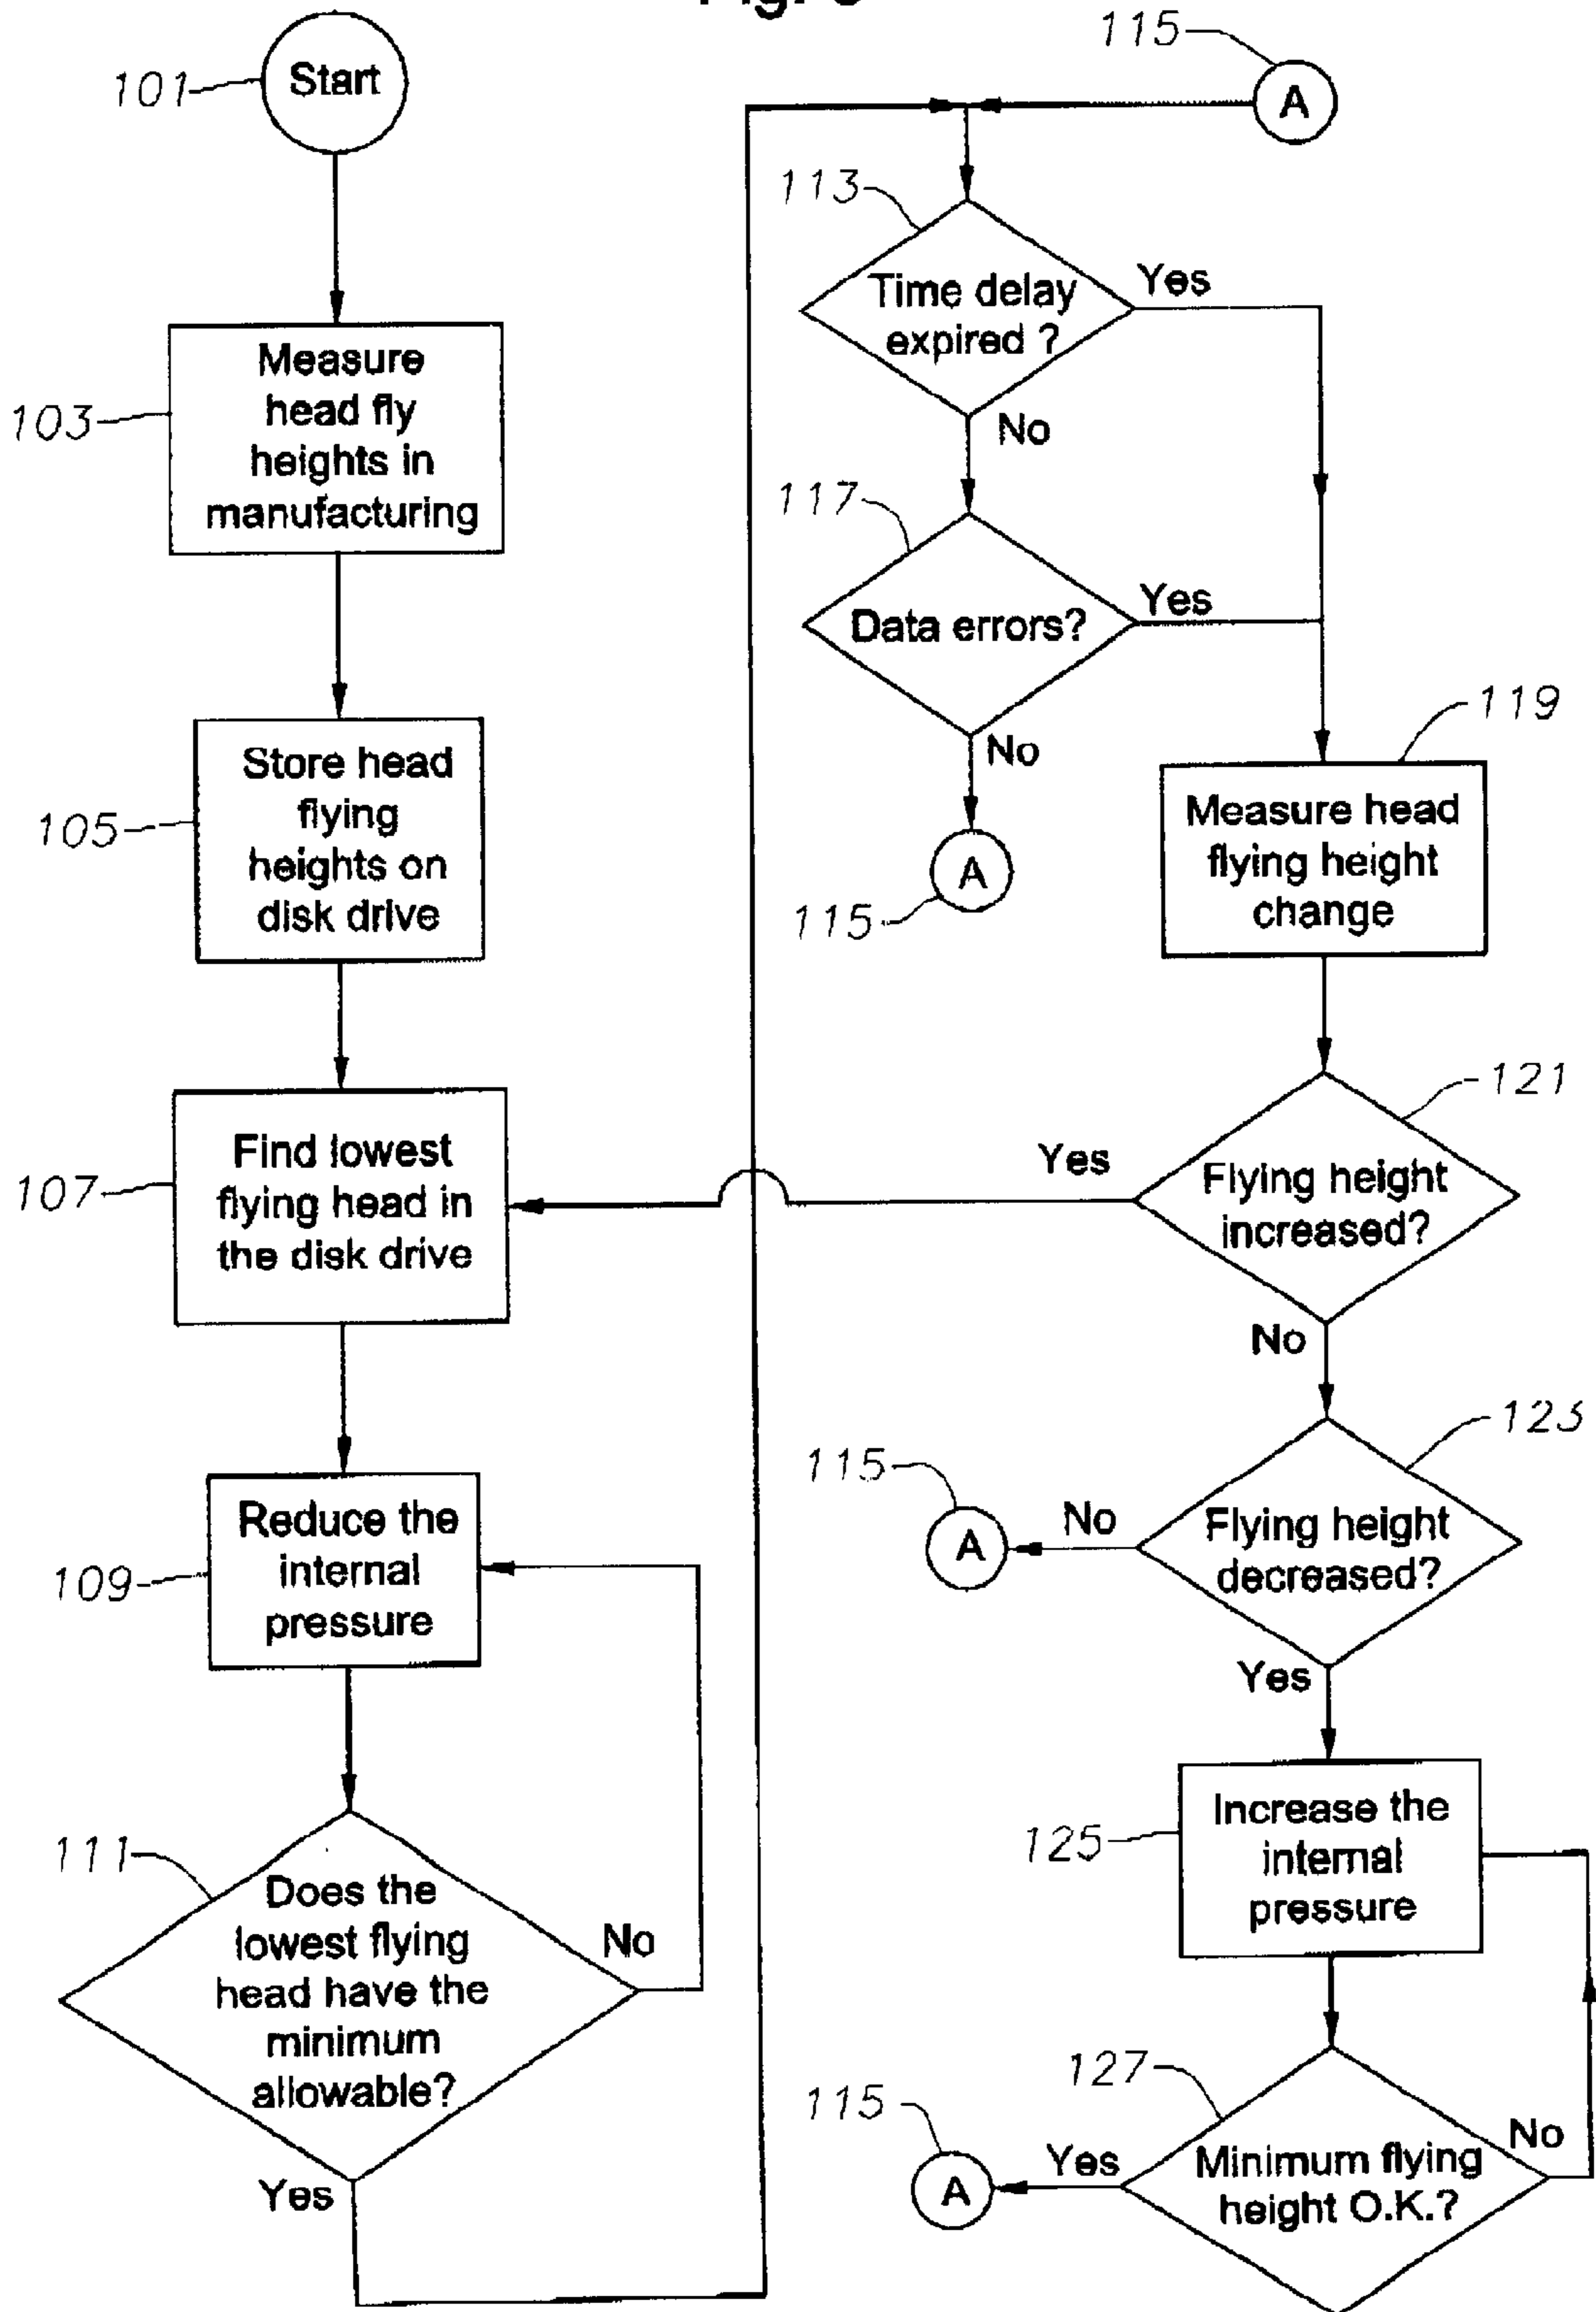 101
Start
Measure
head fly
heights in
manufacturing
103
Store head
flying
heights on
disk drive
105
Find lowest
flying head in
the disk drive
107
Reduce the
internal
pressure
109
111
Does the
lowest flying
head have the
minimum
allowable?
No
Yes
115
A
113
Time delay
expired ?
Yes
No
117
Data errors?
Yes
No
A
115
119
Measure head
flying height
change
121
Flying height
increased?
Yes
No
123
Flying height
decreased?
No
115
A
Yes
Increase the
internal
pressure
125
127
Minimum flying
height O.K.?
No
Yes
115
A